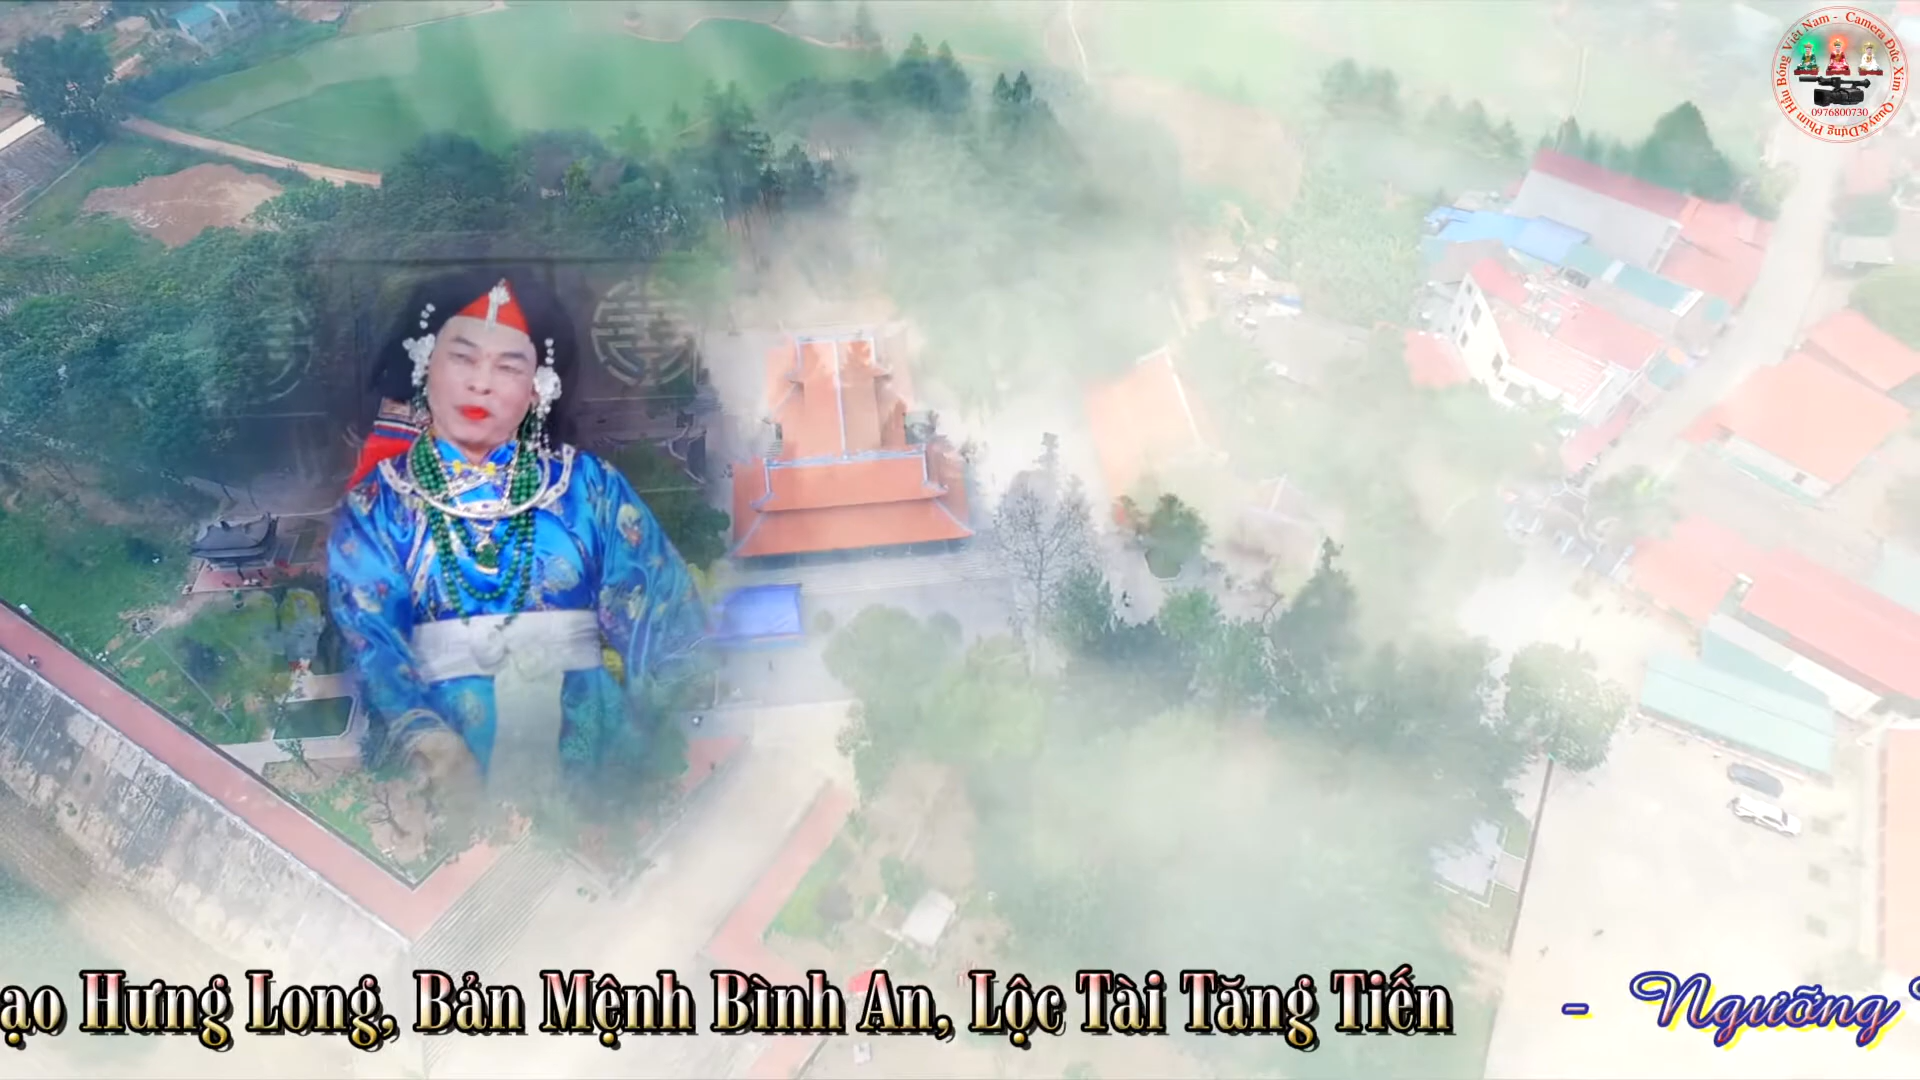 Hầu Bóng Việt Nam - Camera Đức Xim - Quay&Dựng Phim
0976800730
ạo Hưng Long, Bản Mệnh Bình An, Lộc Tài Tăng Tiến - Ngưỡng